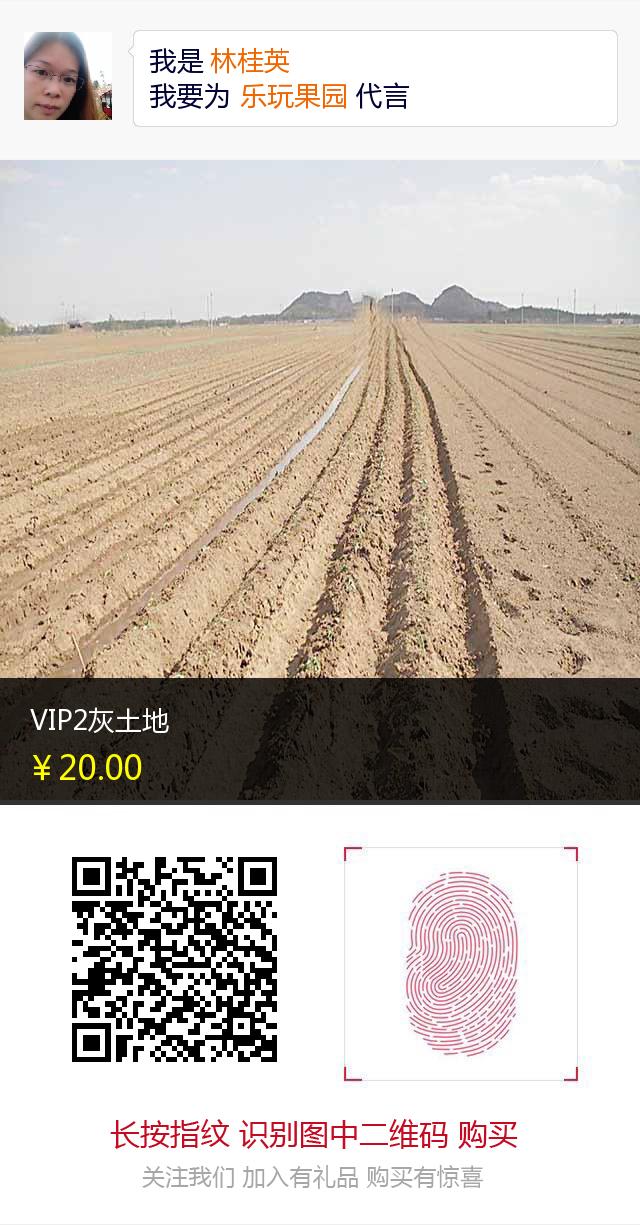 我是 林桂英
我要为 乐玩果园 代言
VIP2灰土地
¥20.00
长按指纹 识别图中二维码 购买
关注我们 加入有礼品 购买有惊喜